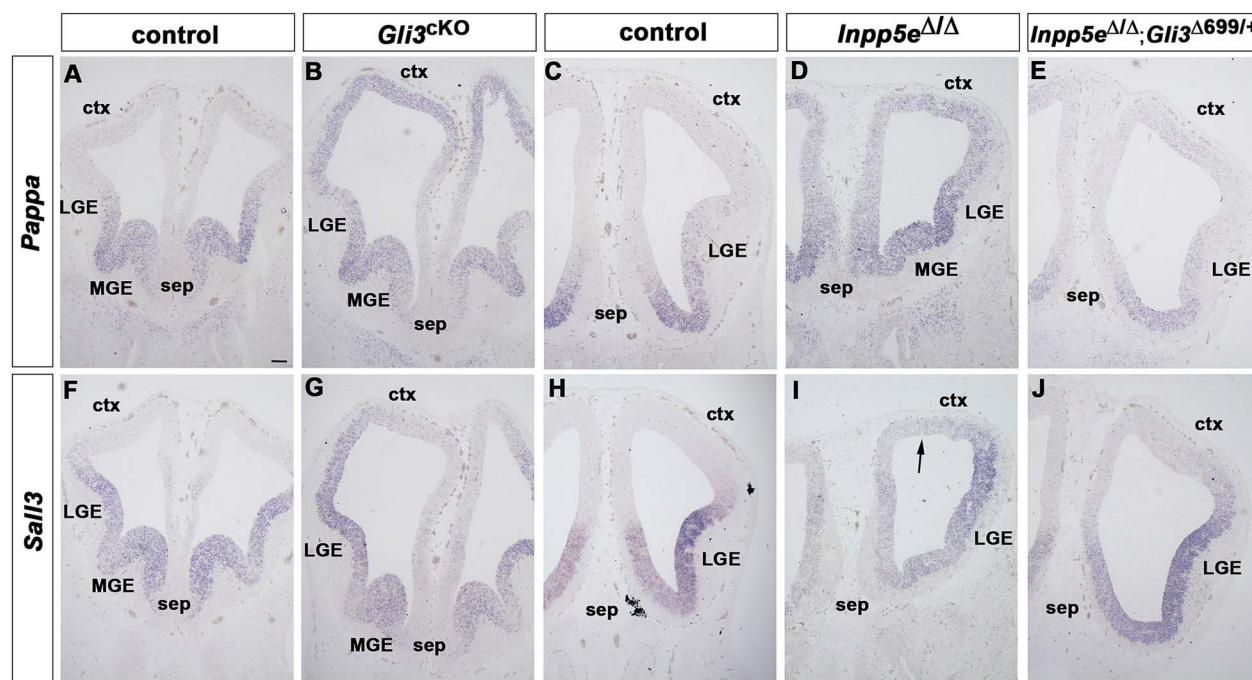 control Gli3cKO control Inpp5eΔ/Δ Inpp5eΔ/Δ;Gli3Δ699/+
Pappa
A ctx LGE MGE sep
B ctx LGE MGE sep
C ctx LGE sep
D ctx LGE MGE sep
E ctx LGE sep
Sall3
F ctx LGE MGE sep
G ctx LGE MGE sep
H ctx LGE sep
I ctx LGE sep
J ctx LGE sep